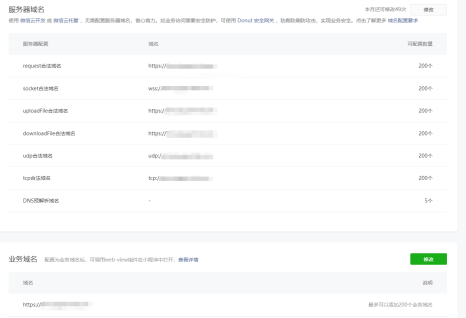 服务器域名
本月还可修改49次 修改
使用 微信云开发 或 微信云托管，无需配置服务器域名，省心省力。如业务访问需要安全防护，可使用 Donut 安全网关，防爬防刷防攻击，实现业务安全。点击了解更多 域名配置要求
服务器配置 域名 可配置数量
request合法域名 https:// 200个
socket合法域名 wss:/ 200个
uploadFile合法域名 https:/ 200个
downloadFile合法域名 https:/ 200个
udp合法域名 udp:/ 200个
tcp合法域名 tcp:/ 200个
DNS预解析域名 - 5个
业务域名 配置为业务域名后，可用web-view组件在小程序中打开。查看详情 修改
域名 说明
https:// 最多可以添加200个业务域名